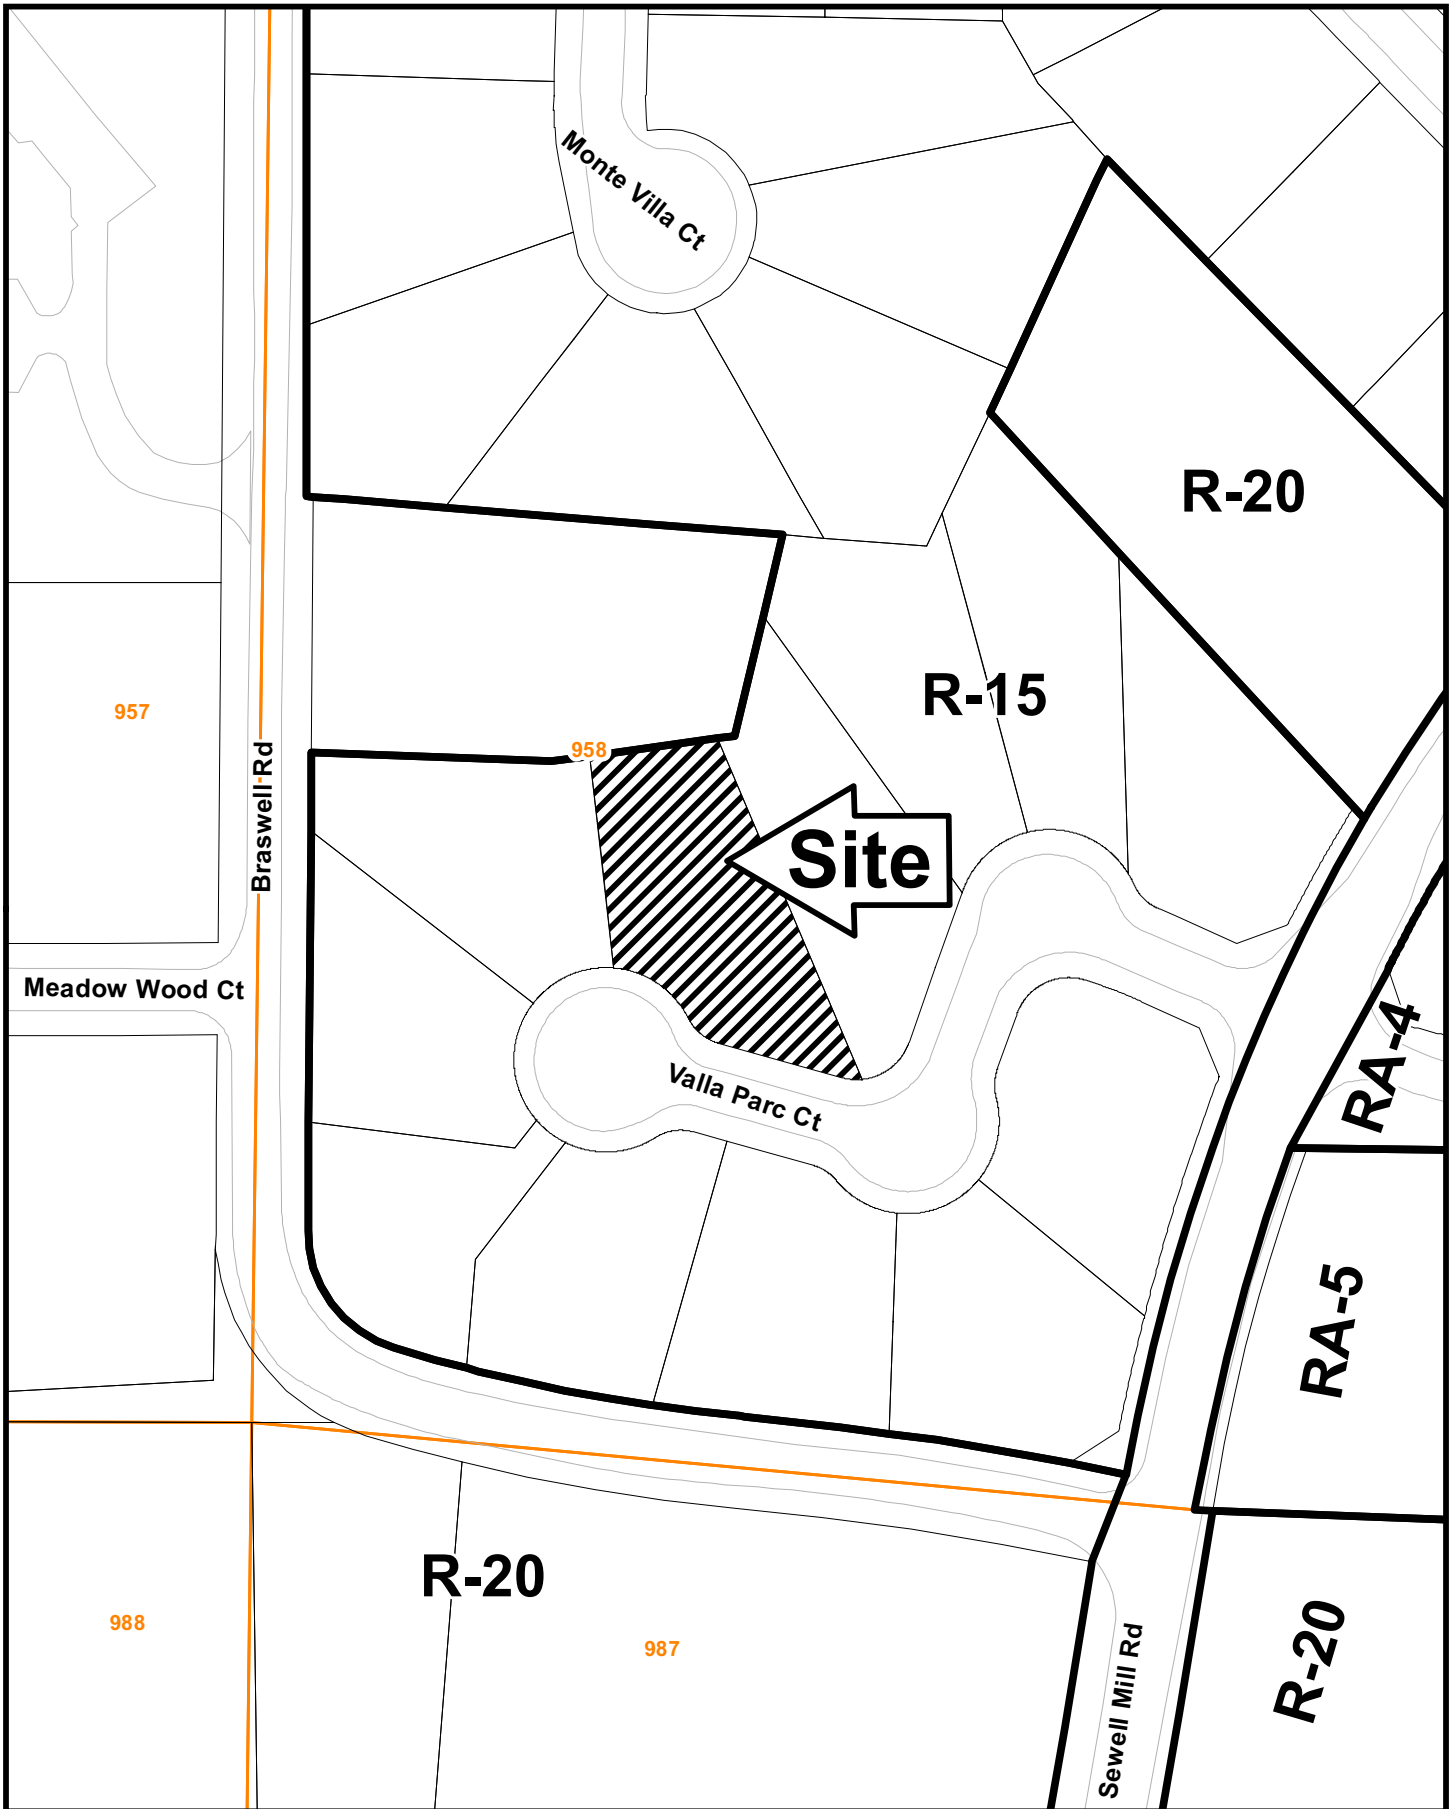 Monte Villa Ct
R-20
R-15
957
958
Braswell Rd
Site
Meadow Wood Ct
RA-4
Valla Parc Ct
RA-5
R-20
988
987
R-20
Sewell Mill Rd